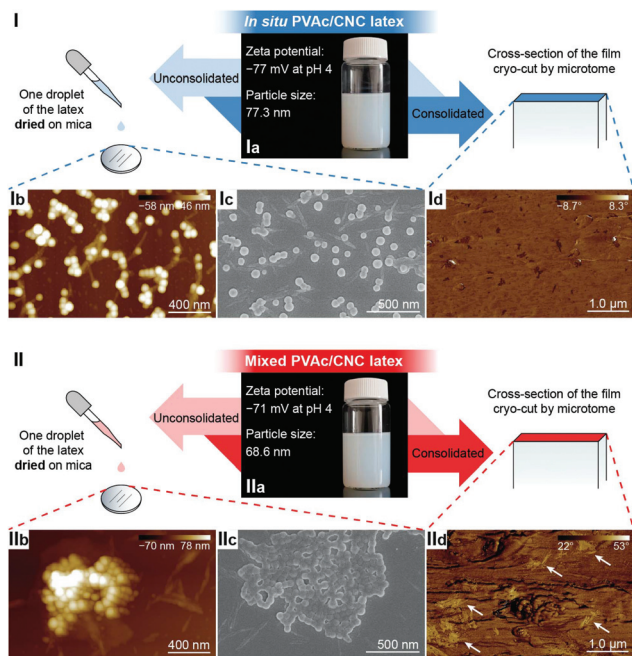 I
In situ PVAc/CNC latex
One droplet
of the latex
dried on mica
Unconsolidated
Zeta potential:
−77 mV at pH 4
Particle size:
77.3 nm
Ia
Consolidated
Cross-section of the film
cryo-cut by microtome
Ib
−58 nm 46 nm
400 nm
Ic
500 nm
Id
−8.7° 8.3°
1.0 µm
II
Mixed PVAc/CNC latex
One droplet
of the latex
dried on mica
Unconsolidated
Zeta potential:
−71 mV at pH 4
Particle size:
68.6 nm
IIa
Consolidated
Cross-section of the film
cryo-cut by microtome
IIb
−70 nm 78 nm
400 nm
IIc
500 nm
IId
22° 53°
1.0 µm